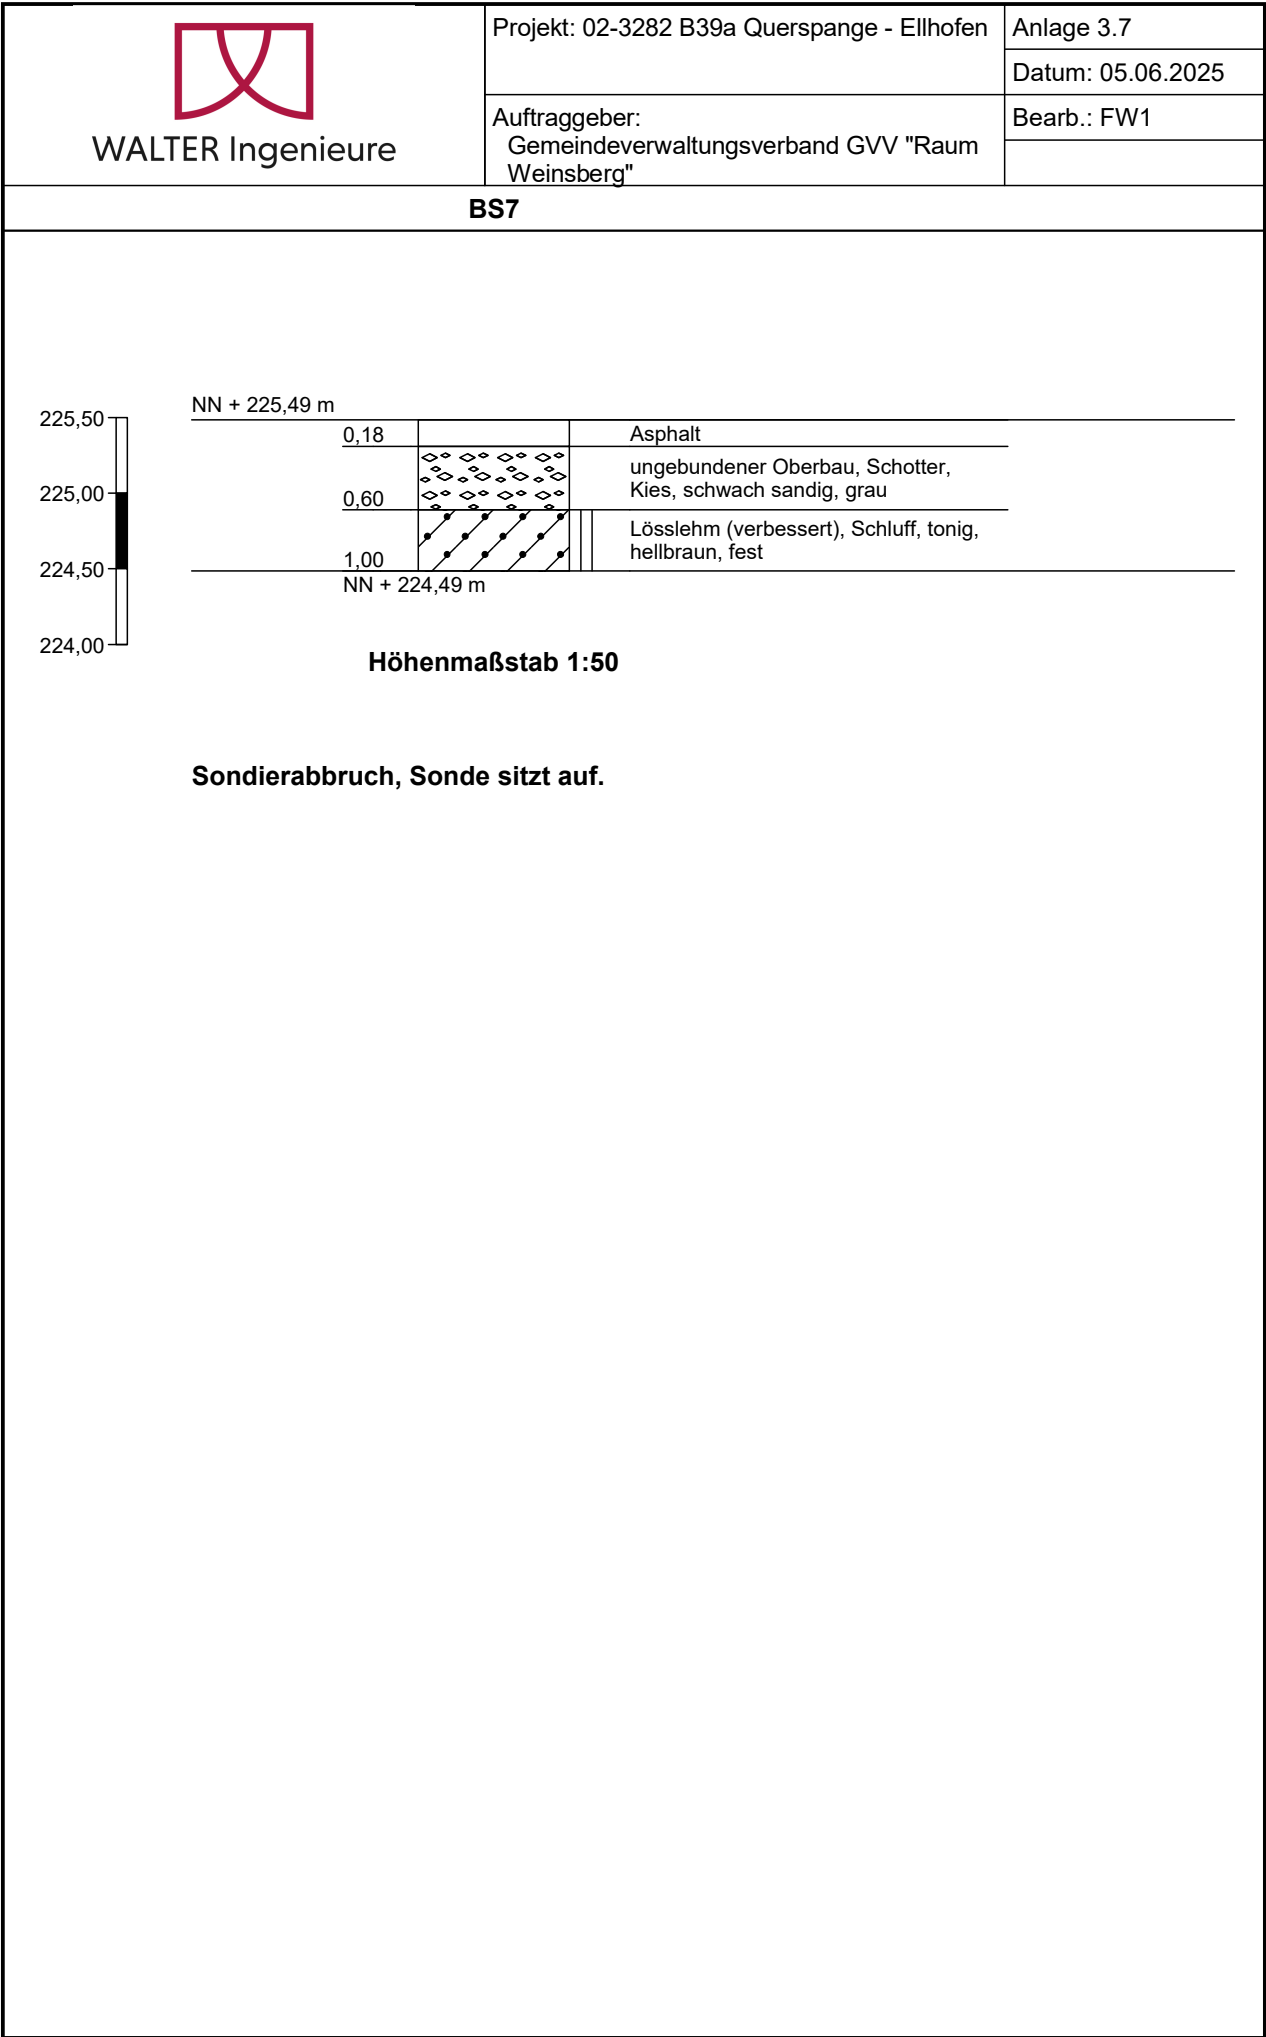 WALTER Ingenieure
Projekt: 02-3282 B39a Querspange - Ellhofen
Anlage 3.7
Datum: 05.06.2025
Auftraggeber:
Gemeindeverwaltungsverband GVV "Raum
Weinsberg"
Bearb.: FW1
BS7
225,50
225,00
224,50
224,00
NN + 225,49 m
0,18
Asphalt
ungebundener Oberbau, Schotter,
Kies, schwach sandig, grau
0,60
Lösslehm (verbessert), Schluff, tonig,
hellbraun, fest
1,00
NN + 224,49 m
Höhenmaßstab 1:50
Sondierabbruch, Sonde sitzt auf.